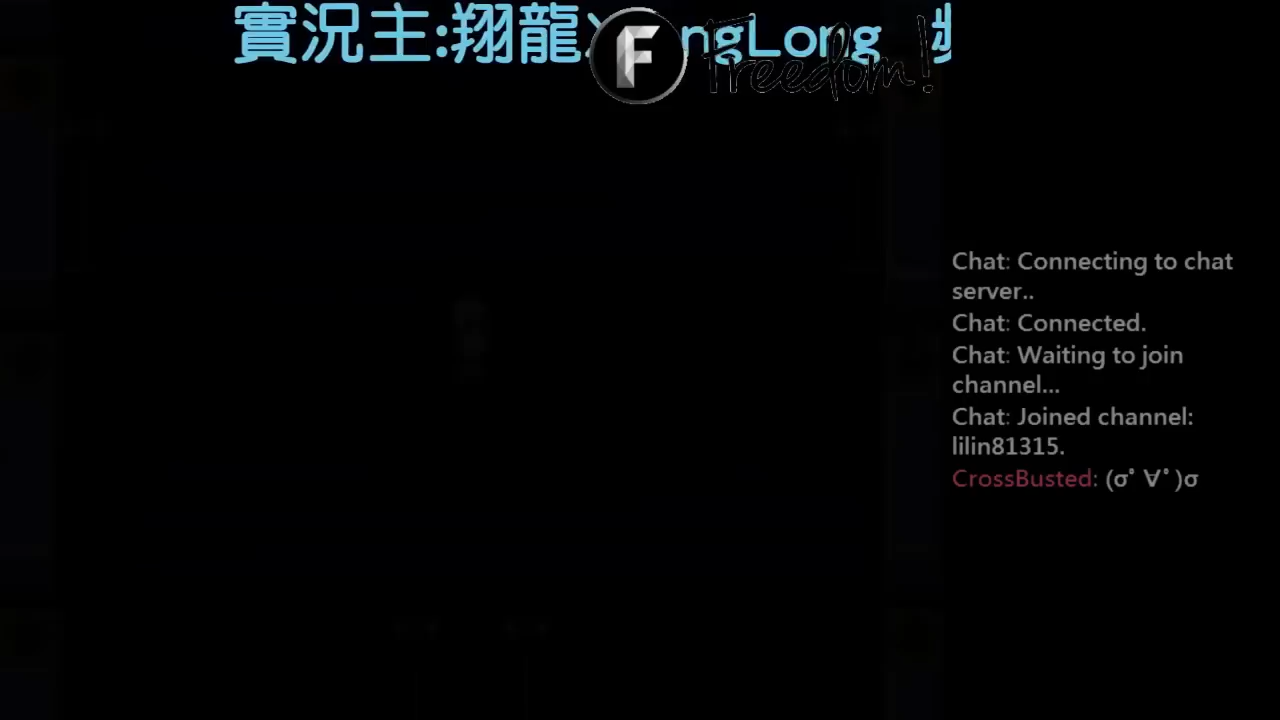 實況主:翔龍
Freedom!
Chat: Connecting to chat
server..
Chat: Connected.
Chat: Waiting to join
channel...
Chat: Joined channel:
lilin81315.
CrossBusted: (σ゚∀゚)σ